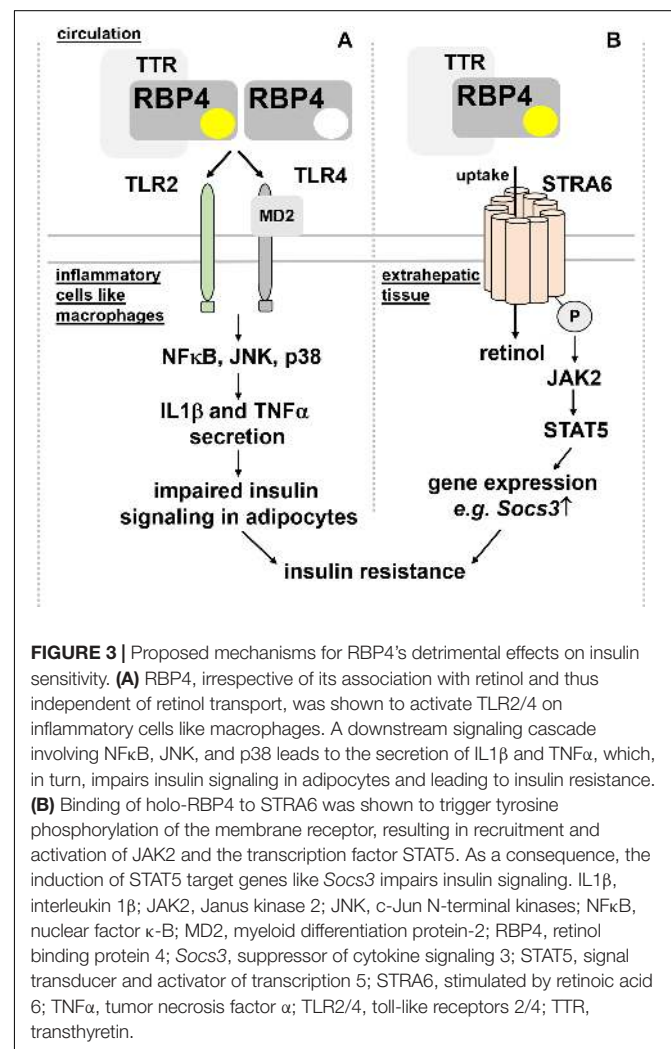 circulation
A
TTR
RBP4
RBP4
TLR2
TLR4
MD2
inflammatory
cells like
macrophages
NFκB, JNK, p38
IL1β and TNFα
secretion
impaired insulin
signaling in adipocytes
B
TTR
RBP4
uptake
STRA6
extrahepatic
tissue
P
retinol
JAK2
STAT5
gene expression
e.g. Socs3↑
insulin resistance
FIGURE 3 | Proposed mechanisms for RBP4's detrimental effects on insulin
sensitivity. (A) RBP4, irrespective of its association with retinol and thus
independent of retinol transport, was shown to activate TLR2/4 on
inflammatory cells like macrophages. A downstream signaling cascade
involving NFκB, JNK, and p38 leads to the secretion of IL1β and TNFα, which,
in turn, impairs insulin signaling in adipocytes and leading to insulin resistance.
(B) Binding of holo-RBP4 to STRA6 was shown to trigger tyrosine
phosphorylation of the membrane receptor, resulting in recruitment and
activation of JAK2 and the transcription factor STAT5. As a consequence, the
induction of STAT5 target genes like Socs3 impairs insulin signaling. IL1β,
interleukin 1β; JAK2, Janus kinase 2; JNK, c-Jun N-terminal kinases; NFκB,
nuclear factor κ-B; MD2, myeloid differentiation protein-2; RBP4, retinol
binding protein 4; Socs3, suppressor of cytokine signaling 3; STAT5, signal
transducer and activator of transcription 5; STRA6, stimulated by retinoic acid
6; TNFα, tumor necrosis factor α; TLR2/4, toll-like receptors 2/4; TTR,
transthyretin.